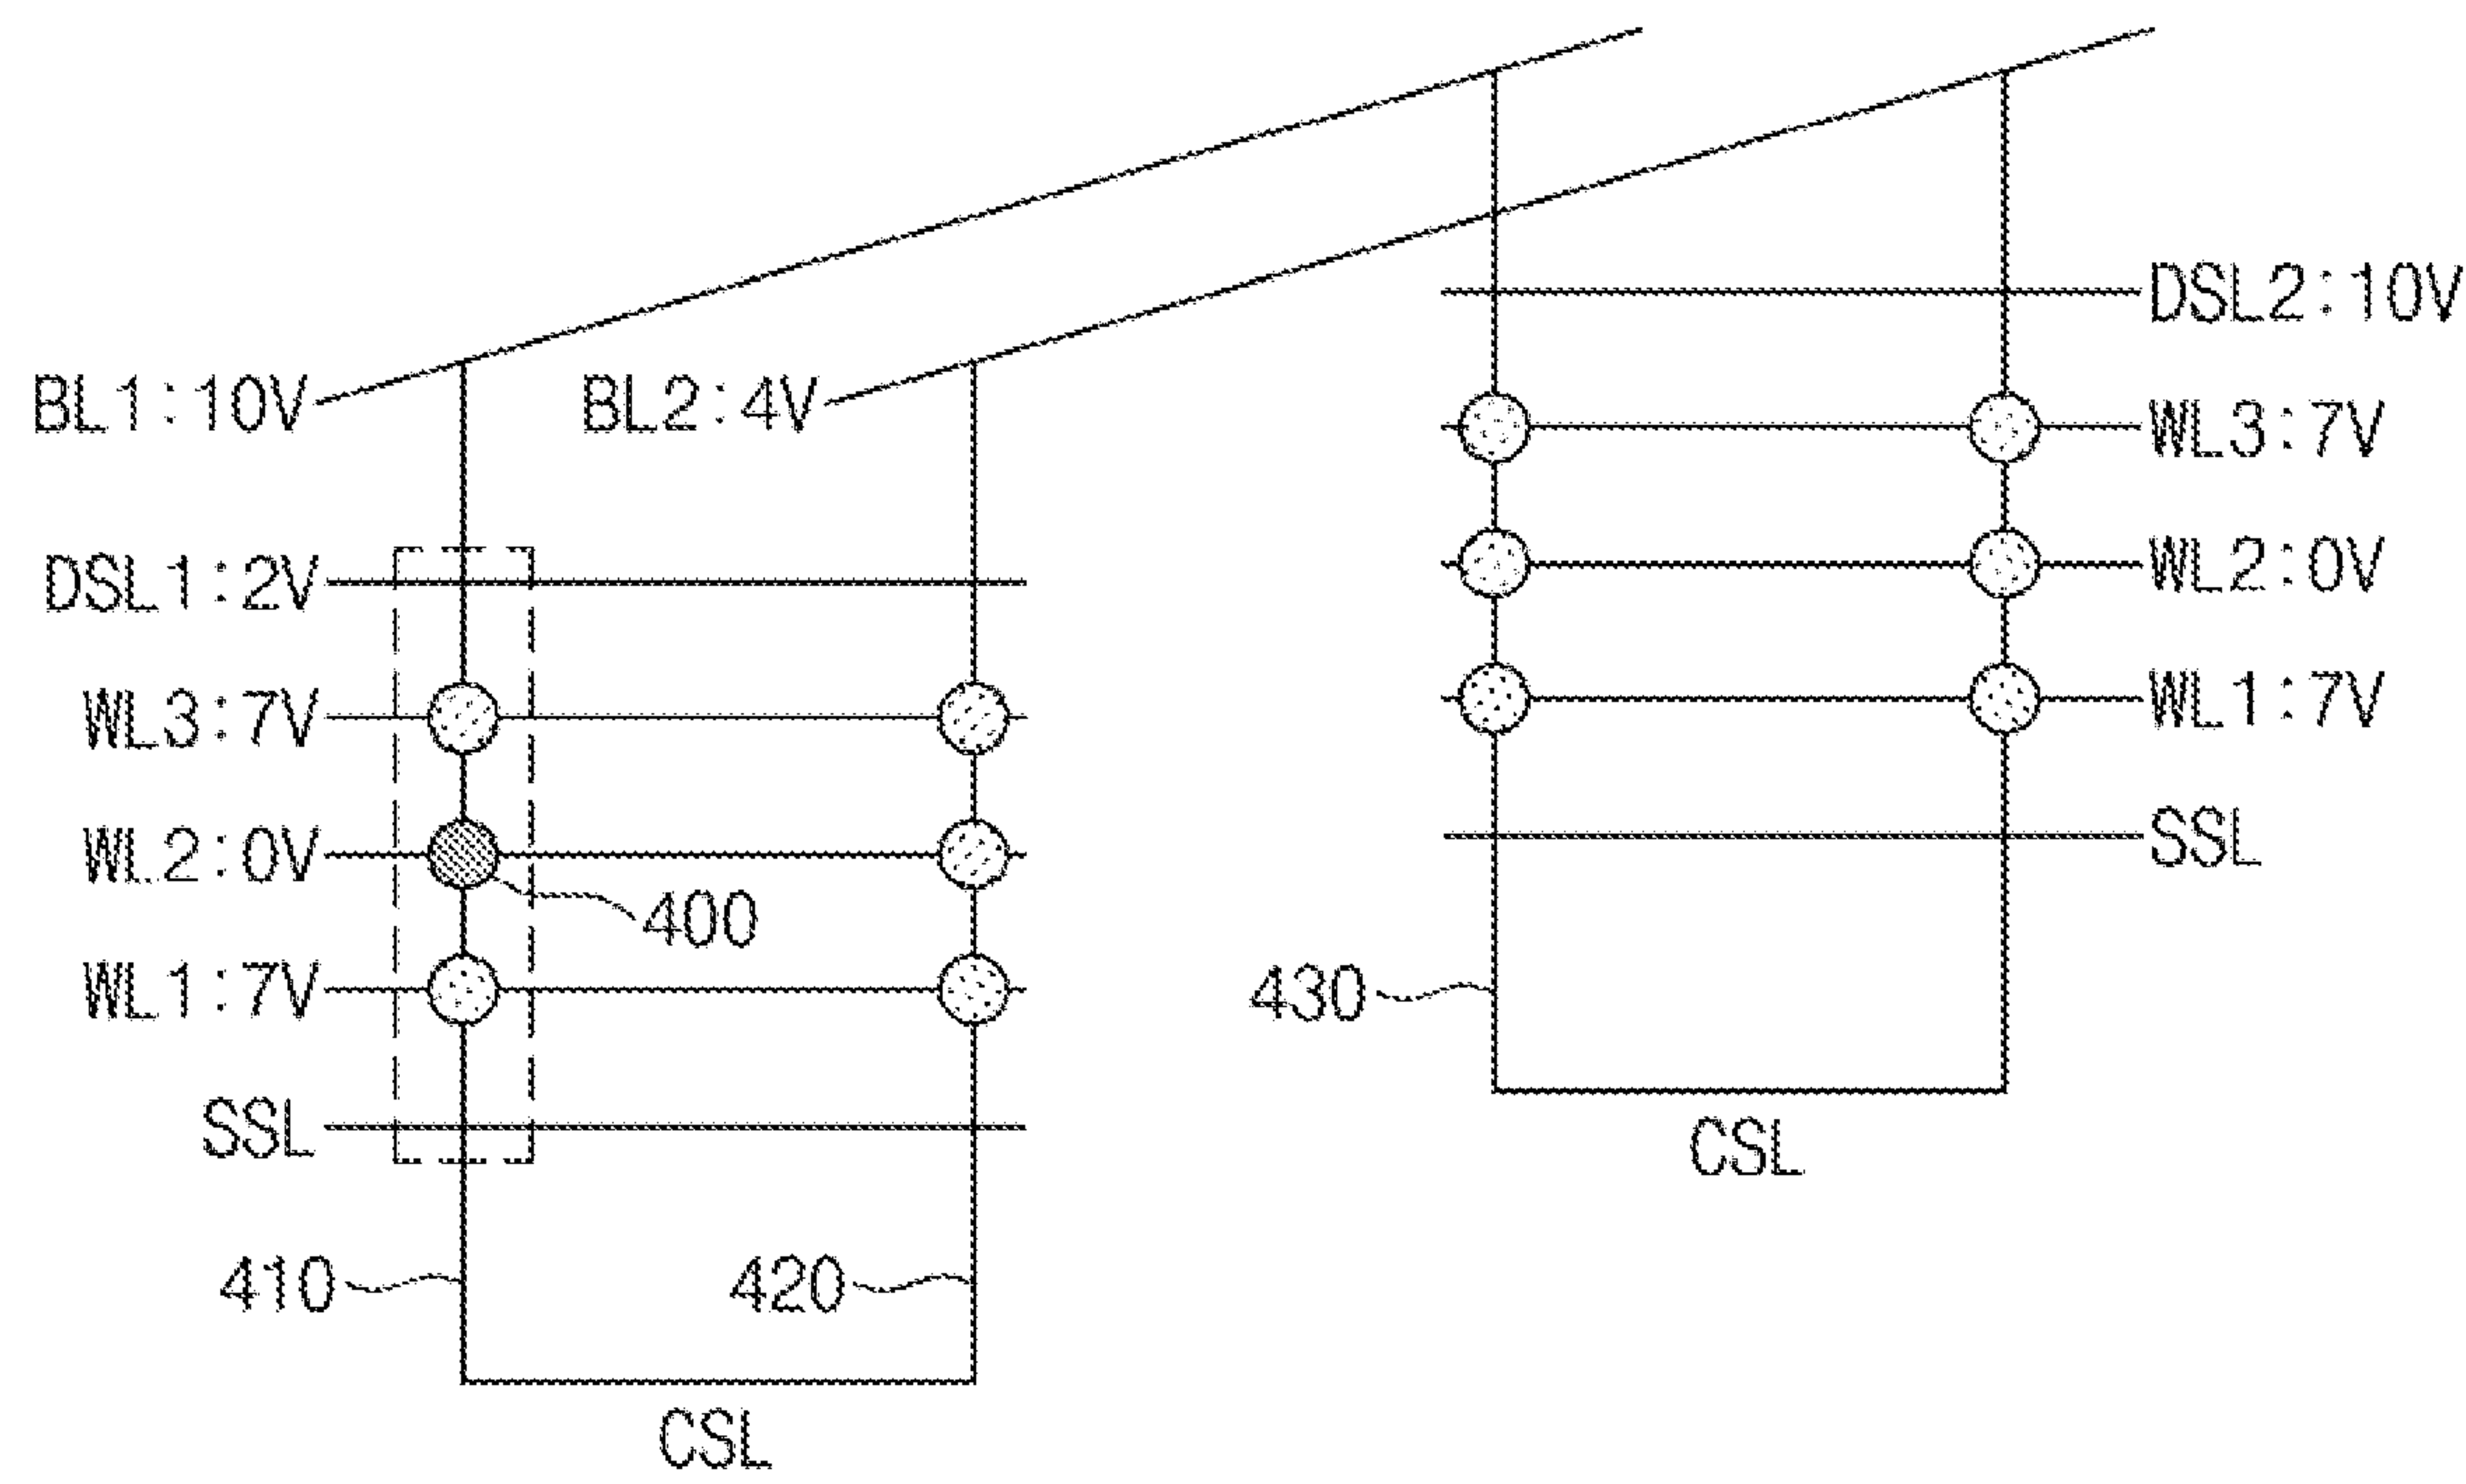 BL1:10V
BL2:4V
DSL1:2V
WL3:7V
WL2:0V
400
WL1:7V
SSL
410
420
CSL
DSL2:10V
WL3:7V
WL2:0V
WL1:7V
SSL
430
CSL